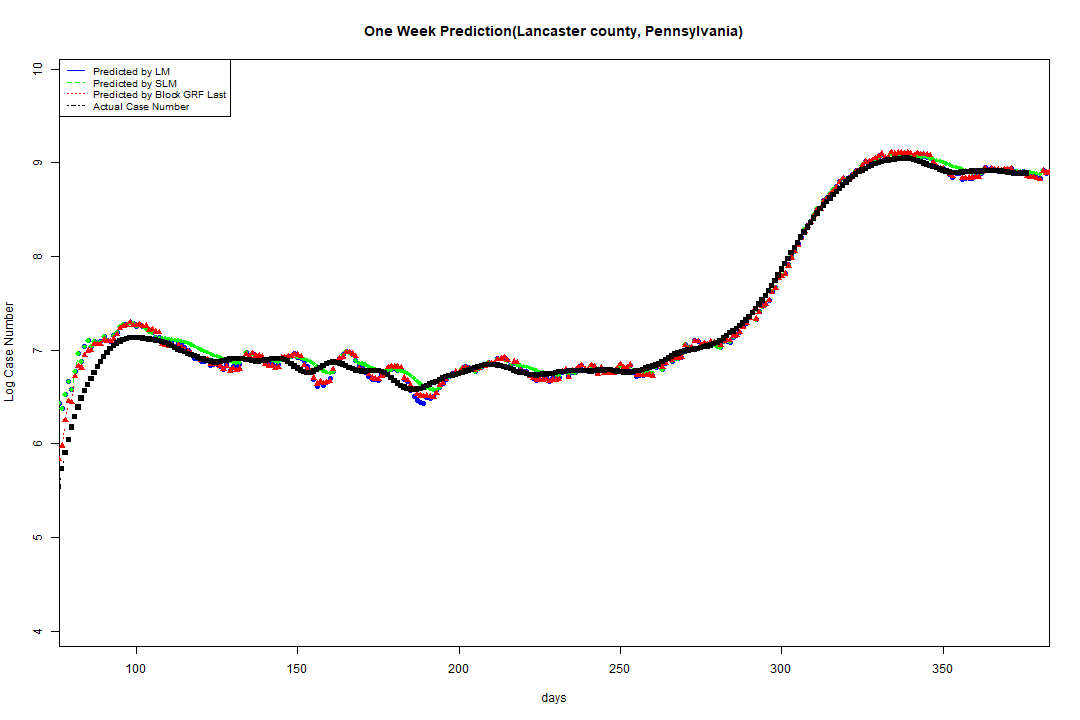 One Week Prediction(Lancaster county, Pennsylvania)
Predicted by LM
Predicted by SLM
Predicted by Block GRF Last
Actual Case Number
10
9
8
7
6
5
4
Log Case Number
100 150 200 250 300 350
days